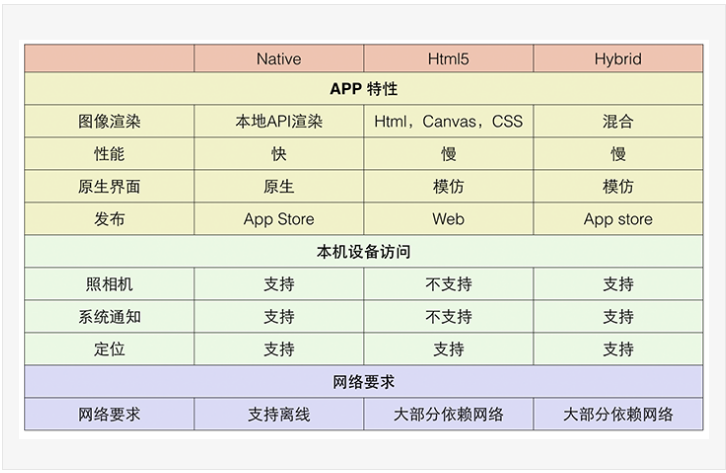 Native Html5 Hybrid
APP 特性
图像渲染 本地API渲染 Html，Canvas，CSS 混合
性能 快 慢 慢
原生界面 原生 模仿 模仿
发布 App Store Web App store
本机设备访问
照相机 支持 不支持 支持
系统通知 支持 不支持 支持
定位 支持 支持 支持
网络要求
网络要求 支持离线 大部分依赖网络 大部分依赖网络